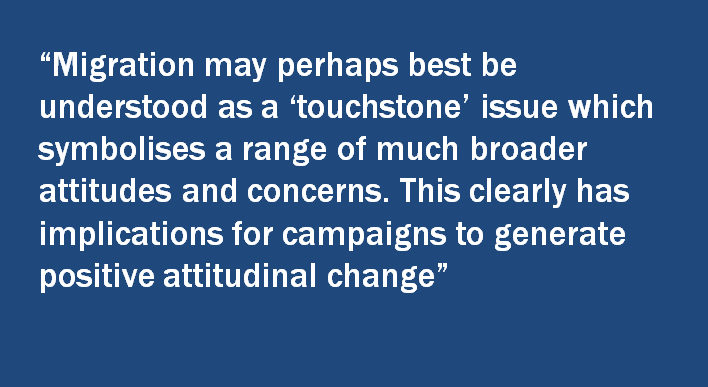 “Migration may perhaps best be
understood as a ‘touchstone’ issue which
symbolises a range of much broader
attitudes and concerns. This clearly has
implications for campaigns to generate
positive attitudinal change”